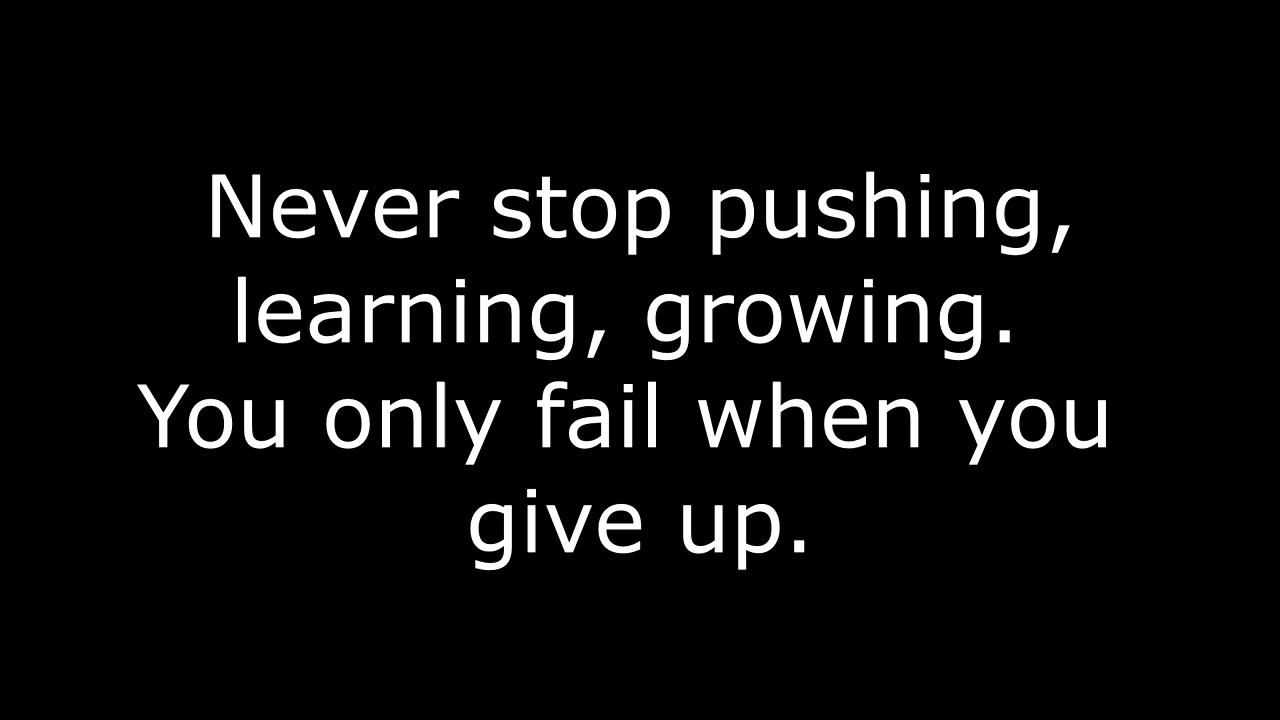 Never stop pushing,
learning, growing.
You only fail when you
give up.